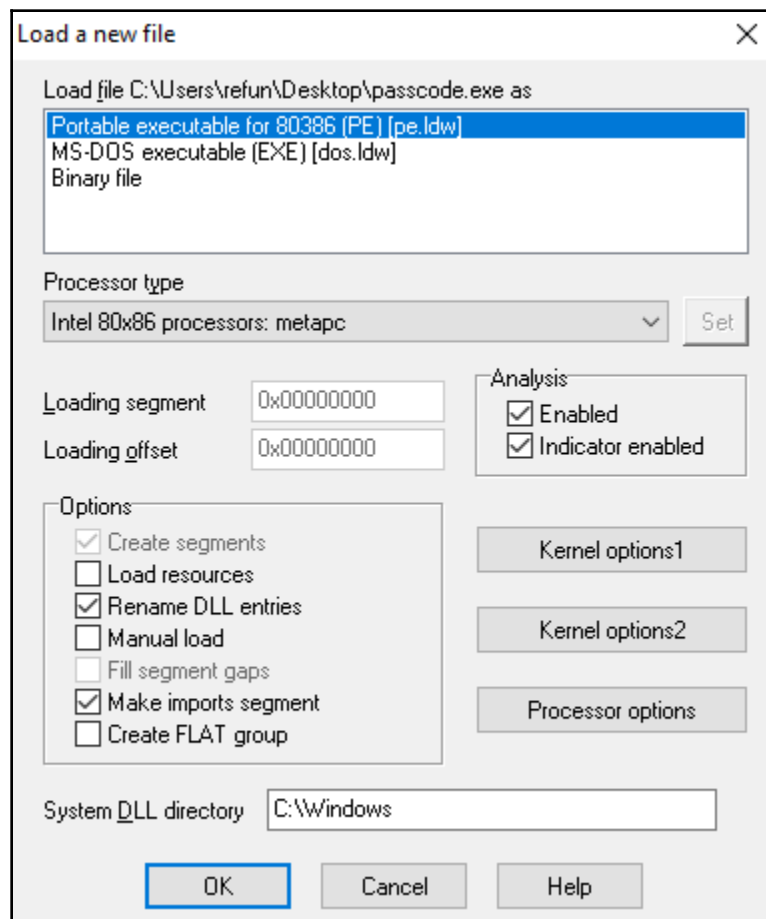 Load a new file
Load file C:\Users\refun\Desktop\passcode.exe as
Portable executable for 80386 (PE) [pe.ldw]
MS-DOS executable (EXE) [dos.ldw]
Binary file
Processor type
Intel 80x86 processors: metapc
Set
Loading segment 0x00000000
Loading offset 0x00000000
Analysis
Enabled
Indicator enabled
Options
Create segments
Load resources
Rename DLL entries
Manual load
Fill segment gaps
Make imports segment
Create FLAT group
Kernel options1
Kernel options2
Processor options
System DLL directory C:\Windows
OK Cancel Help